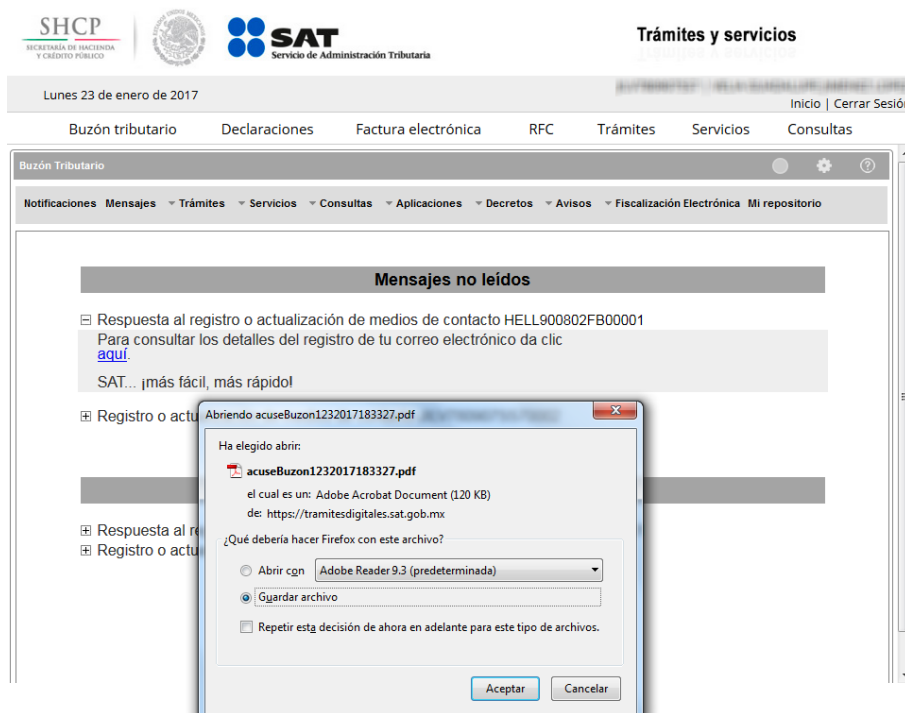 SHCP
SECRETARÍA DE HACIENDA
Y CRÉDITO PÚBLICO
SAT
Servicio de Administración Tributaria
Trámites y servicios
Lunes 23 de enero de 2017
Inicio | Cerrar Sesión
Buzón tributario Declaraciones Factura electrónica RFC Trámites Servicios Consultas
Buzón Tributario
Notificaciones Mensajes Trámites Servicios Consultas Aplicaciones Decretos Avisos Fiscalización Electrónica Mi repositorio
Mensajes no leídos
Respuesta al registro o actualización de medios de contacto HELL900802FB00001
Para consultar los detalles del registro de tu correo electrónico da clic
aquí.
SAT... ¡más fácil, más rápido!
Registro o actu
Abriendo acuseBuzon1232017183327.pdf
Ha elegido abrir:
acuseBuzon1232017183327.pdf
el cual es un: Adobe Acrobat Document (120 KB)
de: https://tramitesdigitales.sat.gob.mx
¿Qué debería hacer Firefox con este archivo?
Abrir con Adobe Reader 9.3 (predeterminada)
Guardar archivo
Repetir esta decisión de ahora en adelante para este tipo de archivos.
Aceptar Cancelar
Respuesta al re
Registro o actu